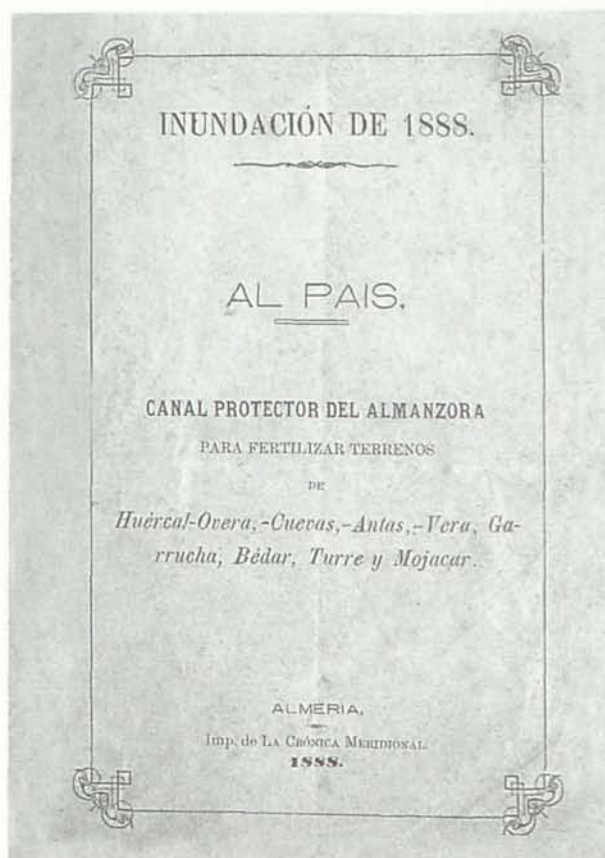 INUNDACIÓN DE 1888.
AL PAIS.
CANAL PROTECTOR DEL ALMANZORA
PARA FERTILIZAR TERRENOS
DE
Huércal-Overa,-Cuevas,-Antas,-Vera, Ga-
rrucha, Bédar, Turre y Mojacar.
ALMERIA.
Imp. de LA CRÓNICA MERIDIONAL
1888.